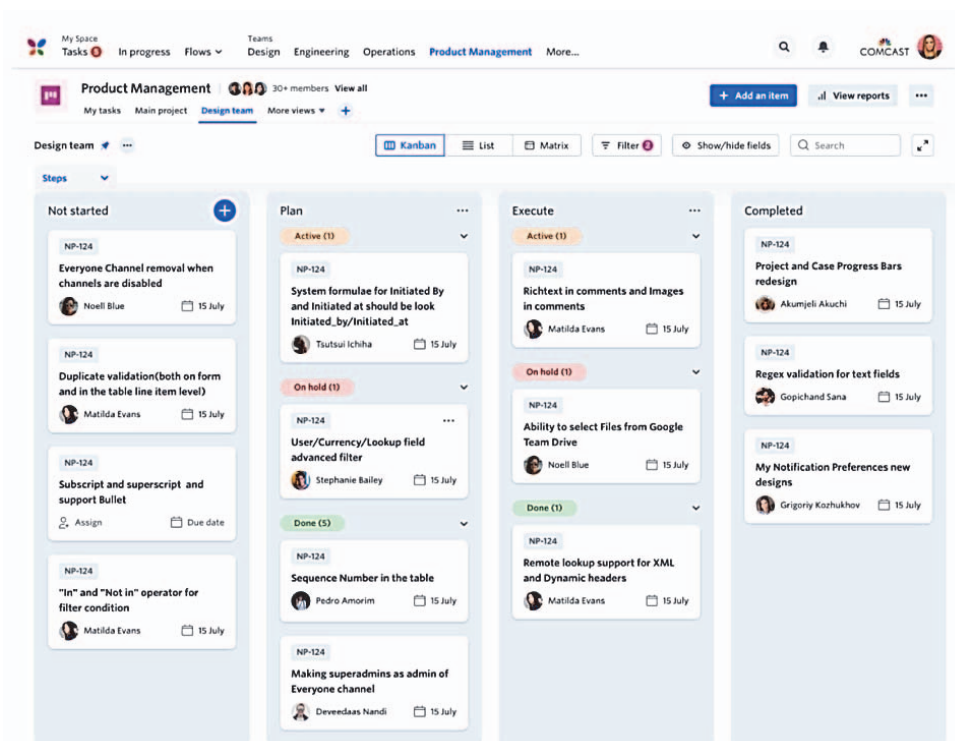 My Space
Teams
Tasks 5 In progress Flows Design Engineering Operations Product Management More...
COMCAST
Product Management 30+ members View all
+ Add an item View reports
My tasks Main project Design team More views +
Design team
Kanban List Matrix Filter 2 Show/hide fields Search
Steps
Not started
NP-124
Everyone Channel removal when
channels are disabled
Noell Blue 15 July
NP-124
Duplicate validation(both on form
and in the table line item level)
Matilda Evans 15 July
NP-124
Subscript and superscript and
support Bullet
Assign Due date
NP-124
"In" and "Not in" operator for
filter condition
Matilda Evans 15 July
Plan
Active (1)
NP-124
System formulae for Initiated By
and Initiated at should be look
Initiated_by/Initiated_at
Tsutsui Ichiha 15 July
On hold (1)
NP-124
User/Currency/Lookup field
advanced filter
Stephanie Bailey 15 July
Done (5)
NP-124
Sequence Number in the table
Pedro Amorim 15 July
NP-124
Making superadmins as admin of
Everyone channel
Deveedaas Nandi 15 July
Execute
Active (1)
NP-124
Richtext in comments and Images
in comments
Matilda Evans 15 July
On hold (1)
NP-124
Ability to select Files from Google
Team Drive
Noell Blue 15 July
Done (1)
NP-124
Remote lookup support for XML
and Dynamic headers
Matilda Evans 15 July
Completed
NP-124
Project and Case Progress Bars
redesign
Akumjeli Akuchi 15 July
NP-124
Regex validation for text fields
Gopichand Sana 15 July
NP-124
My Notification Preferences new
designs
Grigoriy Kozhukhov 15 July